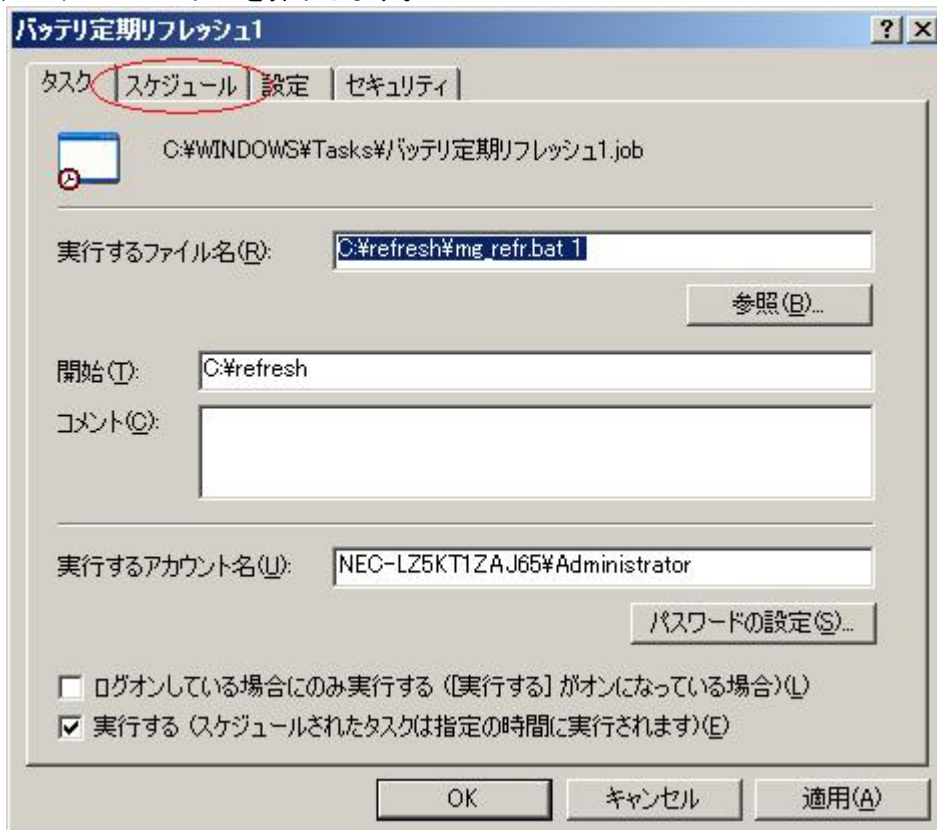 バッテリ定期リフレッシュ1
タスク スケジュール 設定 セキュリティ
C:¥WINDOWS¥Tasks¥バッテリ定期リフレッシュ1.job
実行するファイル名(R): C:¥refresh¥mg_refr.bat 1
参照(B)...
開始(T): C:¥refresh
コメント(C):
実行するアカウント名(U): NEC-LZ5KT1ZAJ65¥Administrator
パスワードの設定(S)...
ログオンしている場合にのみ実行する ([実行する] がオンになっている場合)(L)
実行する (スケジュールされたタスクは指定の時間に実行されます)(E)
OK キャンセル 適用(A)